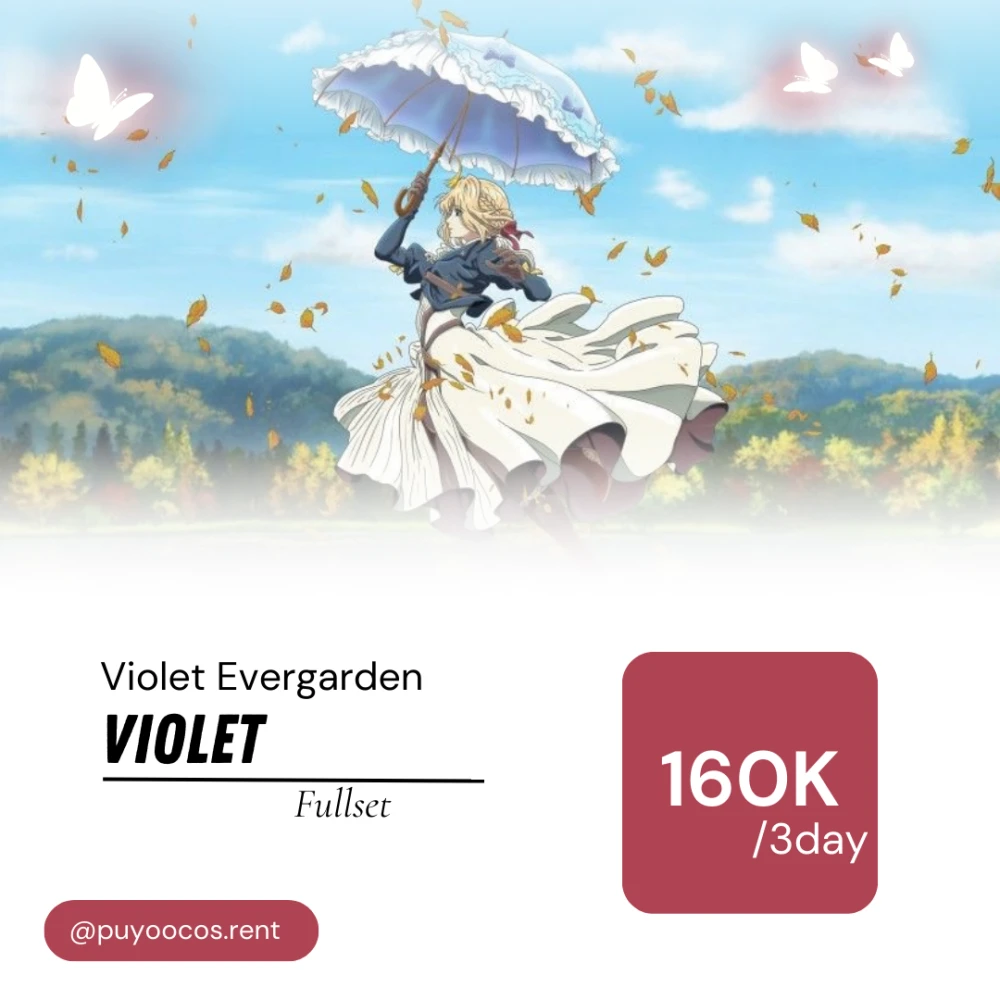 Violet Evergarden
VIOLET
Fullset
160K
/3day
@puyoocos.rent